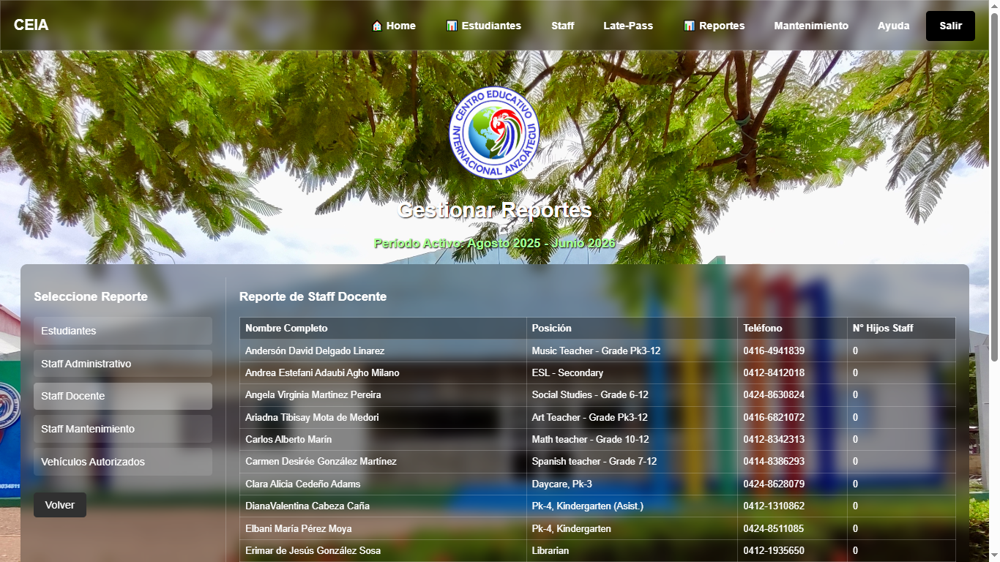 CEIA
Home
Estudiantes
Staff
Late-Pass
Reportes
Mantenimiento
Ayuda
Salir
CENTRO EDUCATIVO
INTERNACIONAL ANZOÁTEGUI
Gestionar Reportes
Período Activo: Agosto 2025 - Junio 2026
Seleccione Reporte
Estudiantes
Staff Administrativo
Staff Docente
Staff Mantenimiento
Vehículos Autorizados
Volver
Reporte de Staff Docente
Nombre Completo Posición Teléfono N° Hijos Staff
Andersón David Delgado Linarez Music Teacher - Grade Pk3-12 0416-4941839 0
Andrea Estefani Adaubi Agho Milano ESL - Secondary 0412-8412018 0
Angela Virginia Martinez Pereira Social Studies - Grade 6-12 0424-8630824 0
Ariadna Tibisay Mota de Medori Art Teacher - Grade Pk3-12 0416-6821072 0
Carlos Alberto Marín Math teacher - Grade 10-12 0412-8342313 0
Carmen Desirée González Martínez Spanish teacher - Grade 7-12 0414-8386293 0
Clara Alicia Cedeño Adams Daycare, Pk-3 0424-8628079 0
DianaValentina Cabeza Caña Pk-4, Kindergarten (Asist.) 0412-1310862 0
Elbani María Pérez Moya Pk-4, Kindergarten 0424-8511085 0
Erimar de Jesús González Sosa Librarian 0412-1935650 0